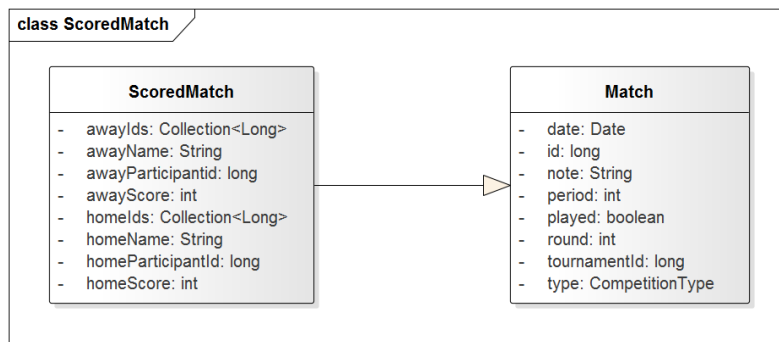 class ScoredMatch
ScoredMatch
- awayIds: Collection<Long>
- awayName: String
- awayParticipantid: long
- awayScore: int
- homeIds: Collection<Long>
- homeName: String
- homeParticipantId: long
- homeScore: int
Match
- date: Date
- id: long
- note: String
- period: int
- played: boolean
- round: int
- tournamentId: long
- type: CompetitionType